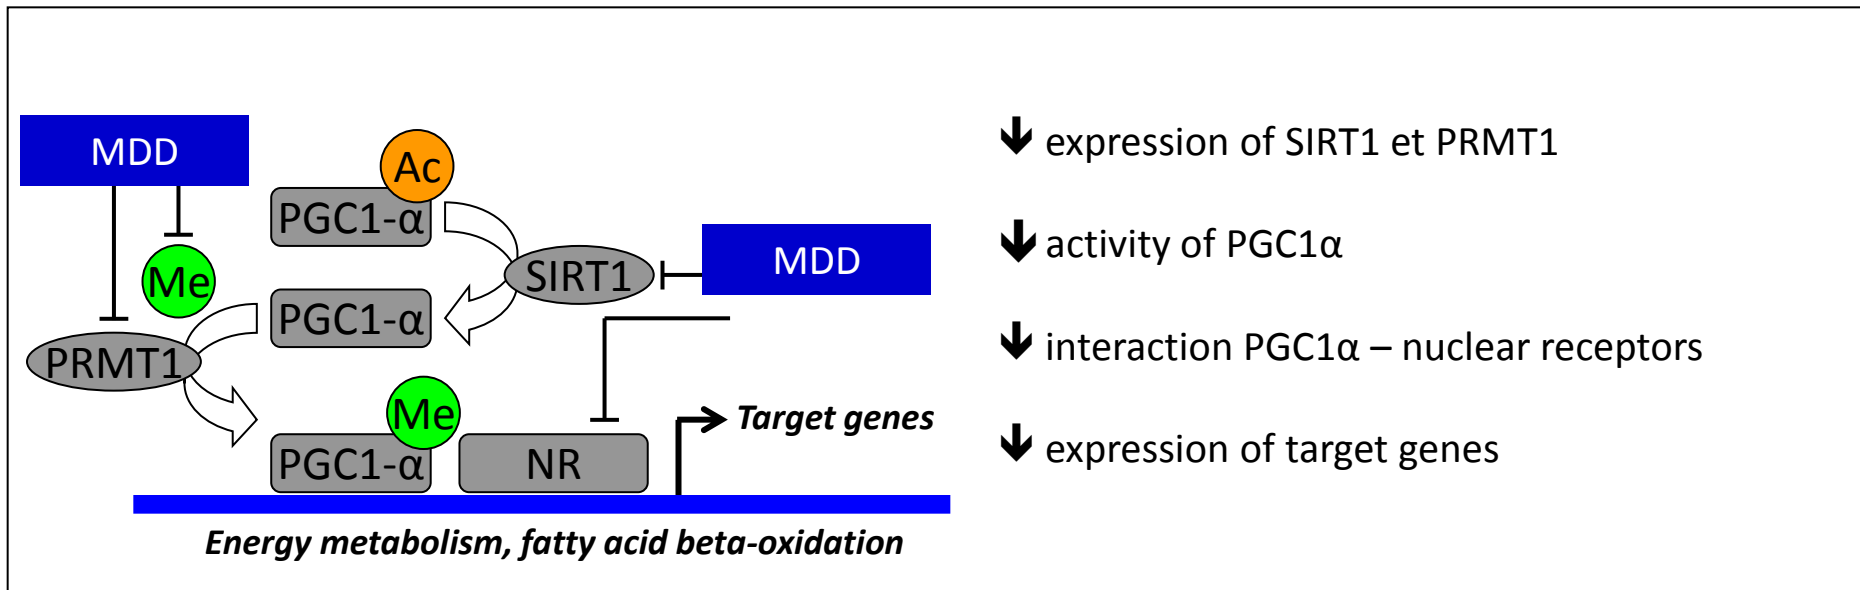 MDD
Ac
PGC1-α
Me
SIRT1
MDD
PGC1-α
PRMT1
Me
Target genes
PGC1-α
NR
Energy metabolism, fatty acid beta-oxidation
↓ expression of SIRT1 et PRMT1
↓ activity of PGC1α
↓ interaction PGC1α – nuclear receptors
↓ expression of target genes